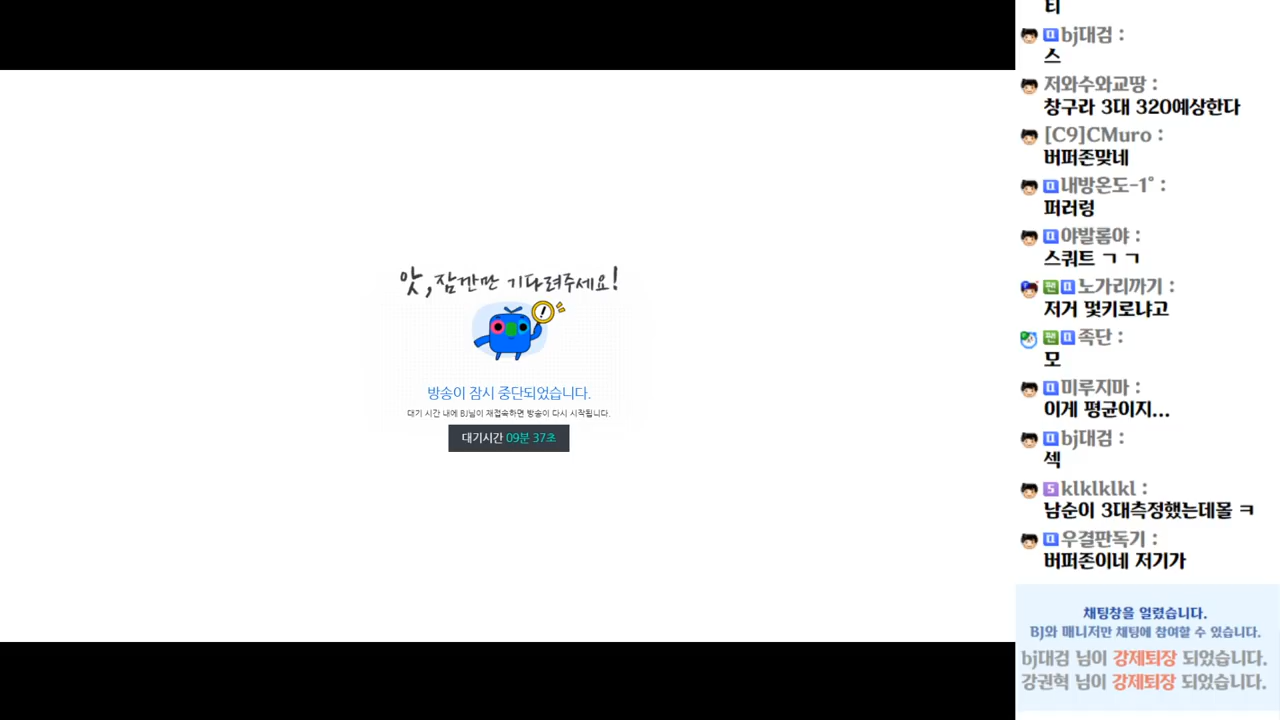 앗, 잠깐만 기다려주세요!
방송이 잠시 중단되었습니다.
대기 시간 내에 BJ님이 재접속하면 방송이 다시 시작됩니다.
대기시간 09분 37초
티
bj대검 :
스
저와수와교땅 :
창구라 3대 320예상한다
[C9]CMuro :
버퍼존맞네
내방온도-1° :
퍼러렁
야발롬야 :
스쿼트 ㄱ ㄱ
팬 노가리까기 :
저거 몇키로냐고
팬 족단 :
모
미루지마 :
이게 평균이지...
bj대검 :
섹
S klklklkl :
남순이 3대측정했는데몰 ㅋ
우결판독기 :
버퍼존이네 저기가
채팅창을 얼렸습니다.
BJ와 매니저만 채팅에 참여할 수 있습니다.
bj대검 님이 강제퇴장 되었습니다.
강권혁 님이 강제퇴장 되었습니다.